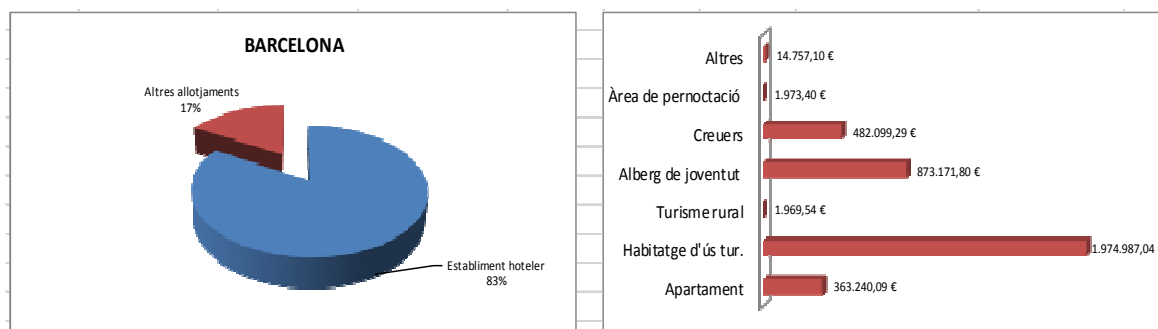 BARCELONA
Altres allotjaments
17%
Establiment hoteler
83%
Altres
14.757,10 €
Àrea de pernoctació
1.973,40 €
Creuers
482.099,29 €
Alberg de joventut
873.171,80 €
Turisme rural
1.969,54 €
Habitatge d'ús tur.
1.974.987,04
Apartament
363.240,09 €